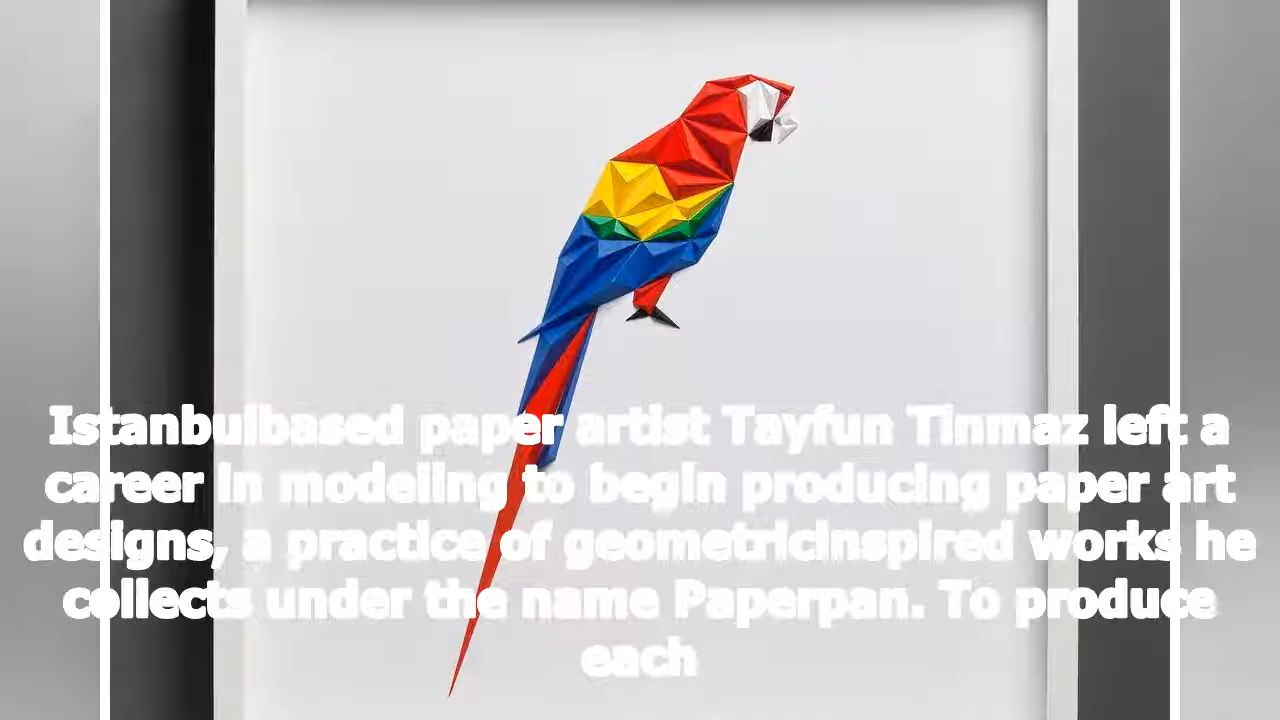 Istanbulbased paper artist Tayfun Tinmaz left a
career in modeling to begin producing paper art
designs, a practice of geometricinspired works he
collects under the name Paperpan. To produce
each